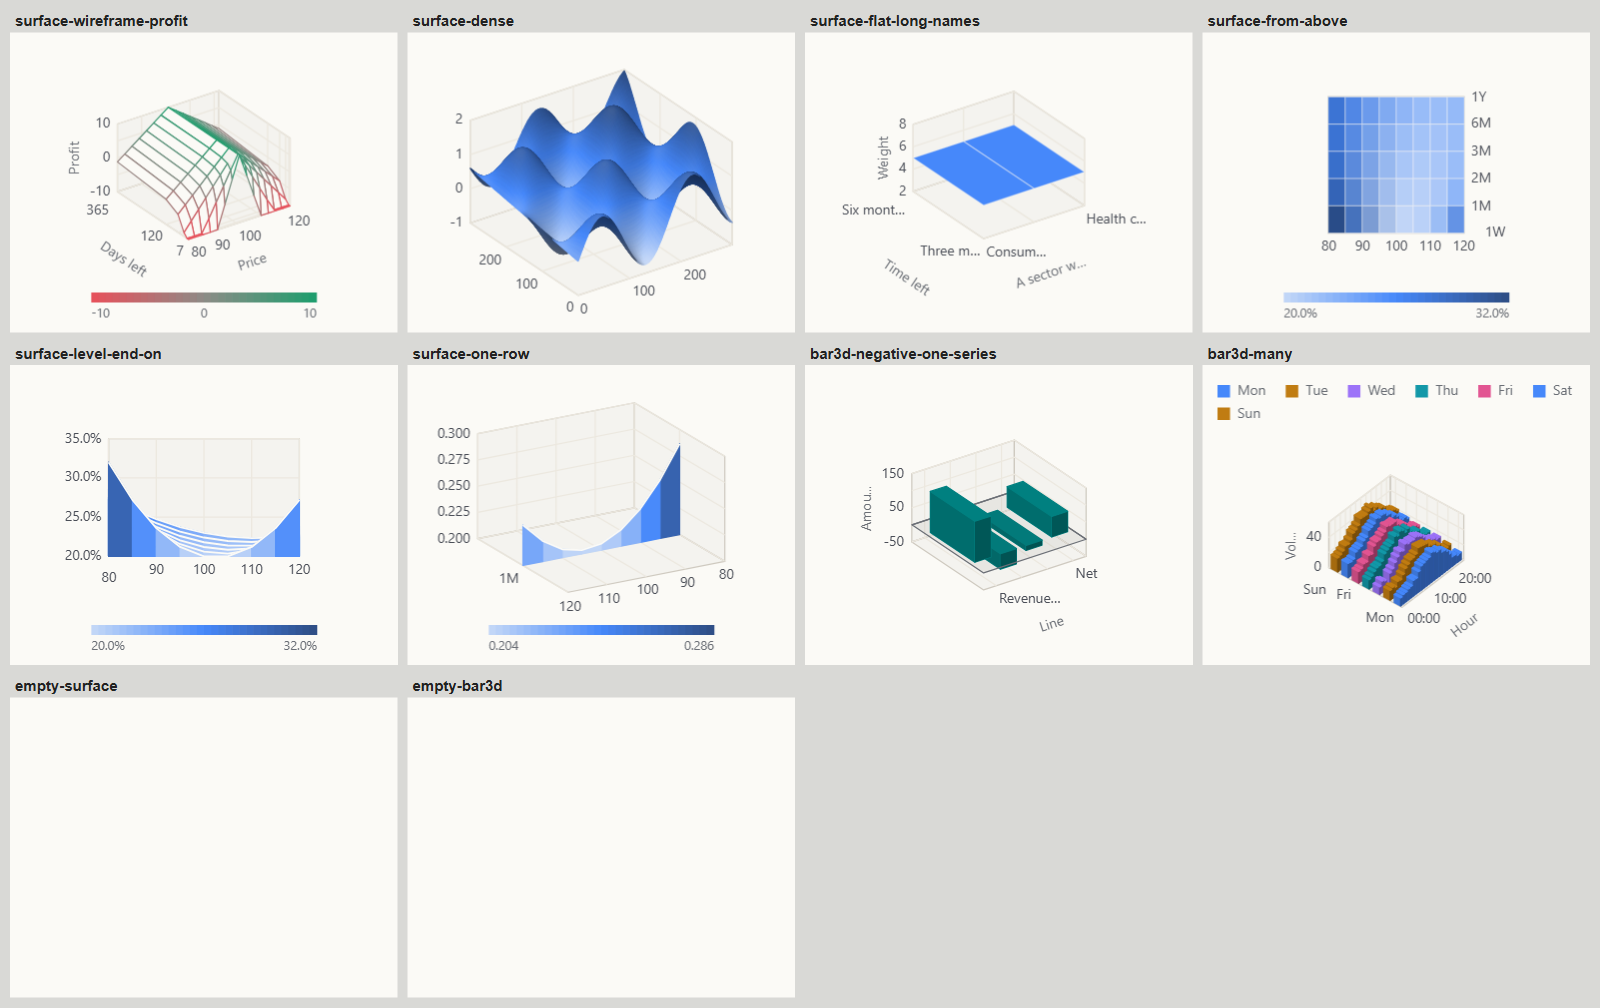 surface-wireframe-profit
10
0
-10
Profit
365
120
7
Days left
80
90
100
120
Price
-10
0
10
surface-dense
2
1
0
-1
200
100
0
0
100
200
surface-flat-long-names
8
6
4
2
Weight
Six mont...
Three m...
Time left
Consum...
Health c...
A sector w...
surface-from-above
1Y
6M
3M
2M
1M
1W
80 90 100 110 120
20.0% 32.0%
surface-level-end-on
35.0%
30.0%
25.0%
20.0%
80 90 100 110 120
20.0% 32.0%
surface-one-row
0.300
0.275
0.250
0.225
0.200
1M
120
110
100
90
80
0.204 0.286
bar3d-negative-one-series
150
50
-50
Amou...
Revenue...
Net
Line
bar3d-many
Mon Tue Wed Thu Fri Sat
Sun
40
0
Vol...
Sun
Fri
Mon
00:00
10:00
20:00
Hour
empty-surface
empty-bar3d